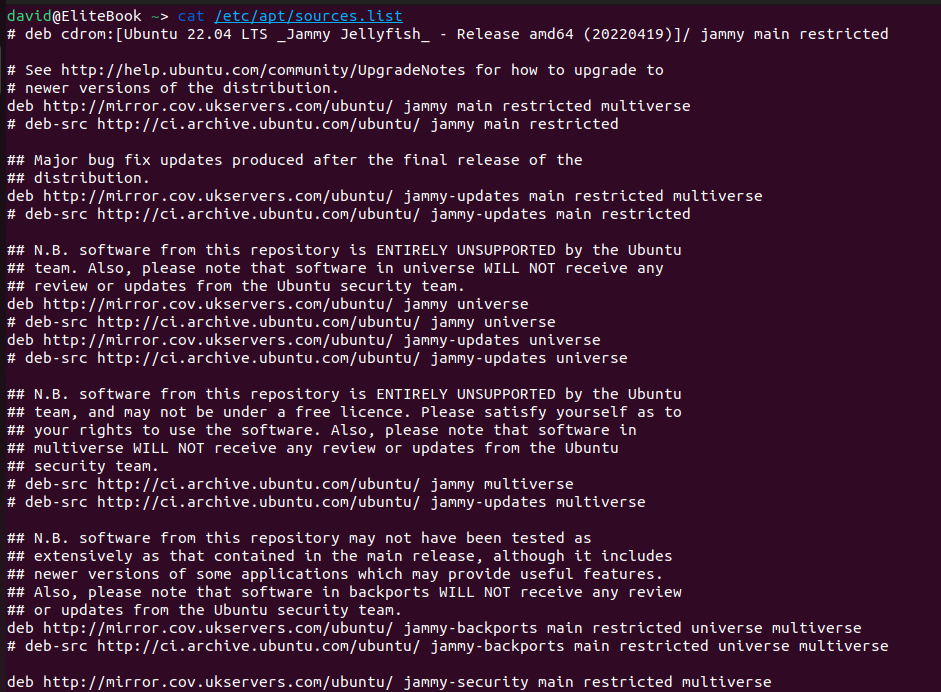 david@EliteBook ~> cat /etc/apt/sources.list
# deb cdrom:[Ubuntu 22.04 LTS _Jammy Jellyfish_ - Release amd64 (20220419)]/ jammy main restricted
# See http://help.ubuntu.com/community/UpgradeNotes for how to upgrade to
# newer versions of the distribution.
deb http://mirror.cov.ukservers.com/ubuntu/ jammy main restricted multiverse
# deb-src http://ci.archive.ubuntu.com/ubuntu/ jammy main restricted
## Major bug fix updates produced after the final release of the
## distribution.
deb http://mirror.cov.ukservers.com/ubuntu/ jammy-updates main restricted multiverse
# deb-src http://ci.archive.ubuntu.com/ubuntu/ jammy-updates main restricted
## N.B. software from this repository is ENTIRELY UNSUPPORTED by the Ubuntu
## team. Also, please note that software in universe WILL NOT receive any
## review or updates from the Ubuntu security team.
deb http://mirror.cov.ukservers.com/ubuntu/ jammy universe
# deb-src http://ci.archive.ubuntu.com/ubuntu/ jammy universe
deb http://mirror.cov.ukservers.com/ubuntu/ jammy-updates universe
# deb-src http://ci.archive.ubuntu.com/ubuntu/ jammy-updates universe
## N.B. software from this repository is ENTIRELY UNSUPPORTED by the Ubuntu
## team, and may not be under a free licence. Please satisfy yourself as to
## your rights to use the software. Also, please note that software in
## multiverse WILL NOT receive any review or updates from the Ubuntu
## security team.
# deb-src http://ci.archive.ubuntu.com/ubuntu/ jammy multiverse
# deb-src http://ci.archive.ubuntu.com/ubuntu/ jammy-updates multiverse
## N.B. software from this repository may not have been tested as
## extensively as that contained in the main release, although it includes
## newer versions of some applications which may provide useful features.
## Also, please note that software in backports WILL NOT receive any review
## or updates from the Ubuntu security team.
deb http://mirror.cov.ukservers.com/ubuntu/ jammy-backports main restricted universe multiverse
# deb-src http://ci.archive.ubuntu.com/ubuntu/ jammy-backports main restricted universe multiverse
deb http://mirror.cov.ukservers.com/ubuntu/ jammy-security main restricted multiverse